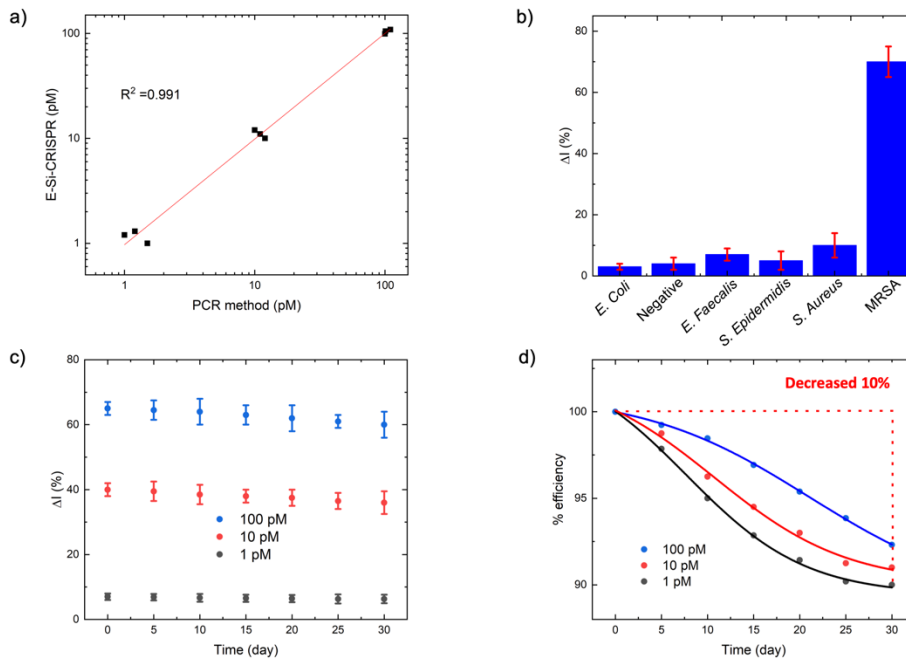 a)
100
10
1
1
10
100
R² =0.991
E-Si-CRISPR (pM)
PCR method (pM)
b)
80
60
40
20
0
ΔI (%)
E. Coli
Negative
E. Faecalis
S. Epidermidis
S. Aureus
MRSA
c)
80
60
40
20
0
ΔI (%)
100 pM
10 pM
1 pM
0
5
10
15
20
25
30
Time (day)
d)
Decreased 10%
100
95
90
% efficiency
100 pM
10 pM
1 pM
0
5
10
15
20
25
30
Time (day)